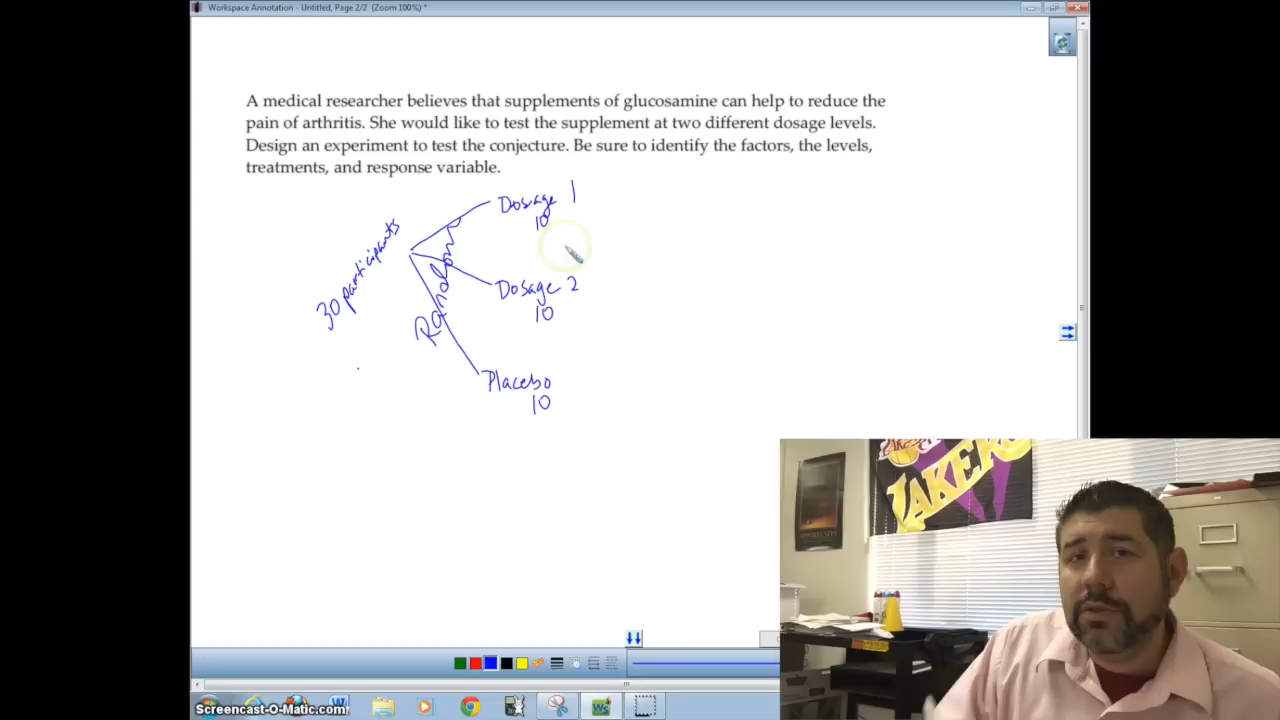 Workspace Annotation - Untitled, Page 2/2 (Zoom 100%) *
A medical researcher believes that supplements of glucosamine can help to reduce the
pain of arthritis. She would like to test the supplement at two different dosage levels.
Design an experiment to test the conjecture. Be sure to identify the factors, the levels,
treatments, and response variable.
30 participants
Random
Dosage 1
10
Dosage 2
10
Placebo
10
LAKERS
Screencast-O-Matic.com